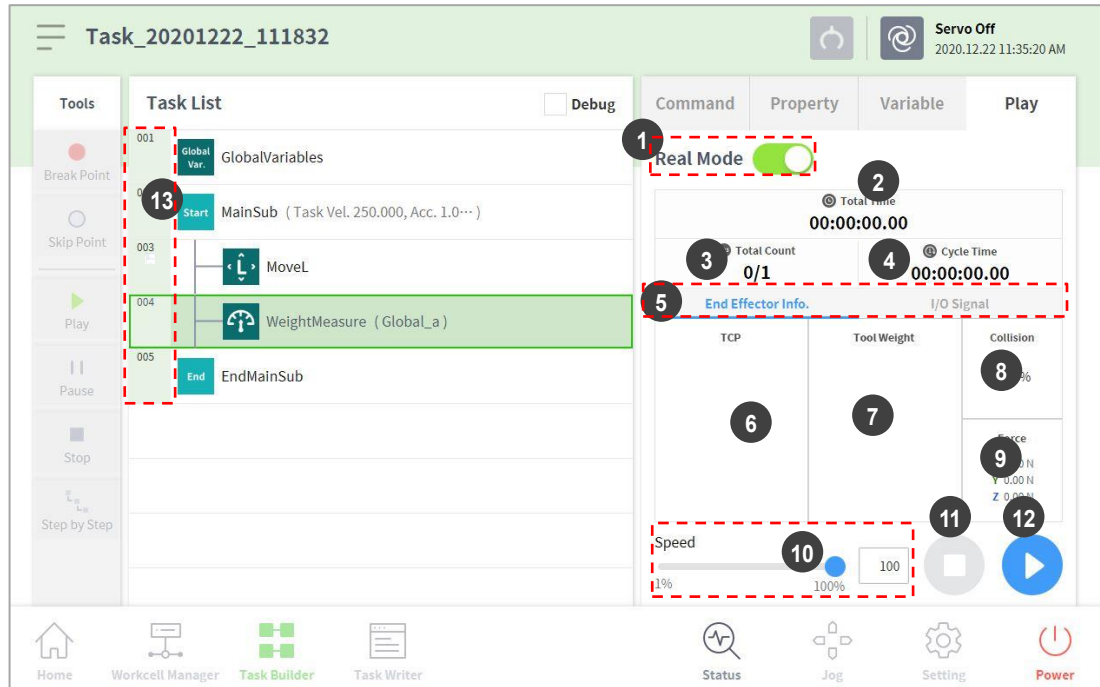 Task_20201222_111832
Servo Off
2020.12.22 11:35:20 AM
Tools
Task List
Debug
Command
Property
Variable
Play
Break Point
Skip Point
Play
Pause
Stop
Step by Step
001
Global
Var.
GlobalVariables
13
Start
MainSub ( Task Vel. 250.000, Acc. 1.0⋯ )
003
MoveL
004
WeightMeasure ( Global_a )
005
End
EndMainSub
1
Real Mode
2
Total Time
00:00:00.00
3
Total Count
0/1
4
Cycle Time
00:00:00.00
5
End Effector Info.
I/O Signal
TCP
Tool Weight
Collision
6
7
8
%
Force
9
N
Y 0.00 N
Z 0.00 N
Speed
10
1%
100%
100
11
12
Home
Workcell Manager
Task Builder
Task Writer
Status
Jog
Setting
Power